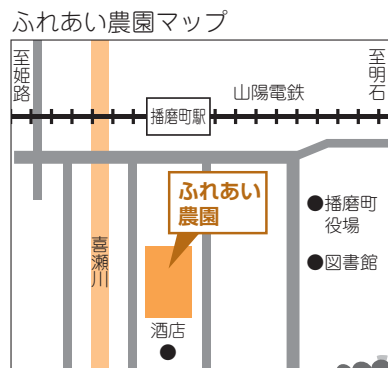 ふれあい農園マップ
至姫路
至明石
山陽電鉄
播磨町駅
ふれあい
農園
播磨町
役場
図書館
喜瀬川
酒店